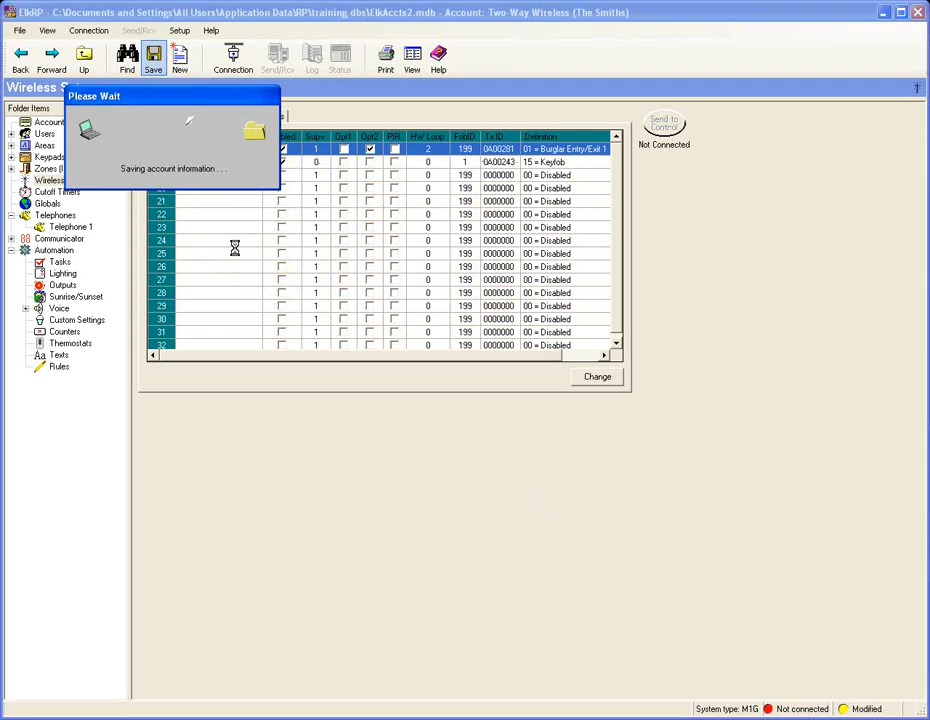 ElkRP - C:\Documents and Settings\All Users\Application Data\RP\training dbs\ElkAccts2.mdb - Account: Two-Way Wireless (The Smiths)
File View Connection Send/Rcv Setup Help
Back Forward Up Find Save New Connection Send/Rcv Log Status Print View Help
Wireless
Please Wait
Saving account information . . .
Folder Items
Account
Users
Areas
Keypads
Zones (I
Wireless
Cutoff Timers
Globals
Telephones
Telephone 1
Communicator
Automation
Tasks
Lighting
Outputs
Sunrise/Sunset
Voice
Custom Settings
Counters
Thermostats
Aa Texts
Rules
bled Supv Opt1 Opt2 PIR HW Loop FobID Tx ID Definition
1 2 199 0A00281 01 = Burglar Entry/Exit 1
0 0 1 0A00243 15 = Keyfob
1 0 199 0000000 00 = Disabled
1 0 199 0000000 00 = Disabled
21 1 0 199 0000000 00 = Disabled
22 1 0 199 0000000 00 = Disabled
23 1 0 199 0000000 00 = Disabled
24 1 0 199 0000000 00 = Disabled
25 1 0 199 0000000 00 = Disabled
26 1 0 199 0000000 00 = Disabled
27 1 0 199 0000000 00 = Disabled
28 1 0 199 0000000 00 = Disabled
29 1 0 199 0000000 00 = Disabled
30 1 0 199 0000000 00 = Disabled
31 1 0 199 0000000 00 = Disabled
32 1 0 199 0000000 00 = Disabled
Change
Send to
Control
Not Connected
System type: M1G Not connected Modified